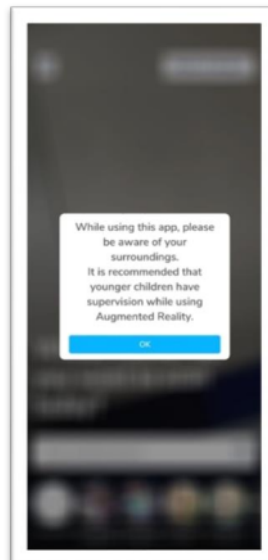 While using this app, please
be aware of your
surroundings.
It is recommended that
younger children have
supervision while using
Augmented Reality.
OK